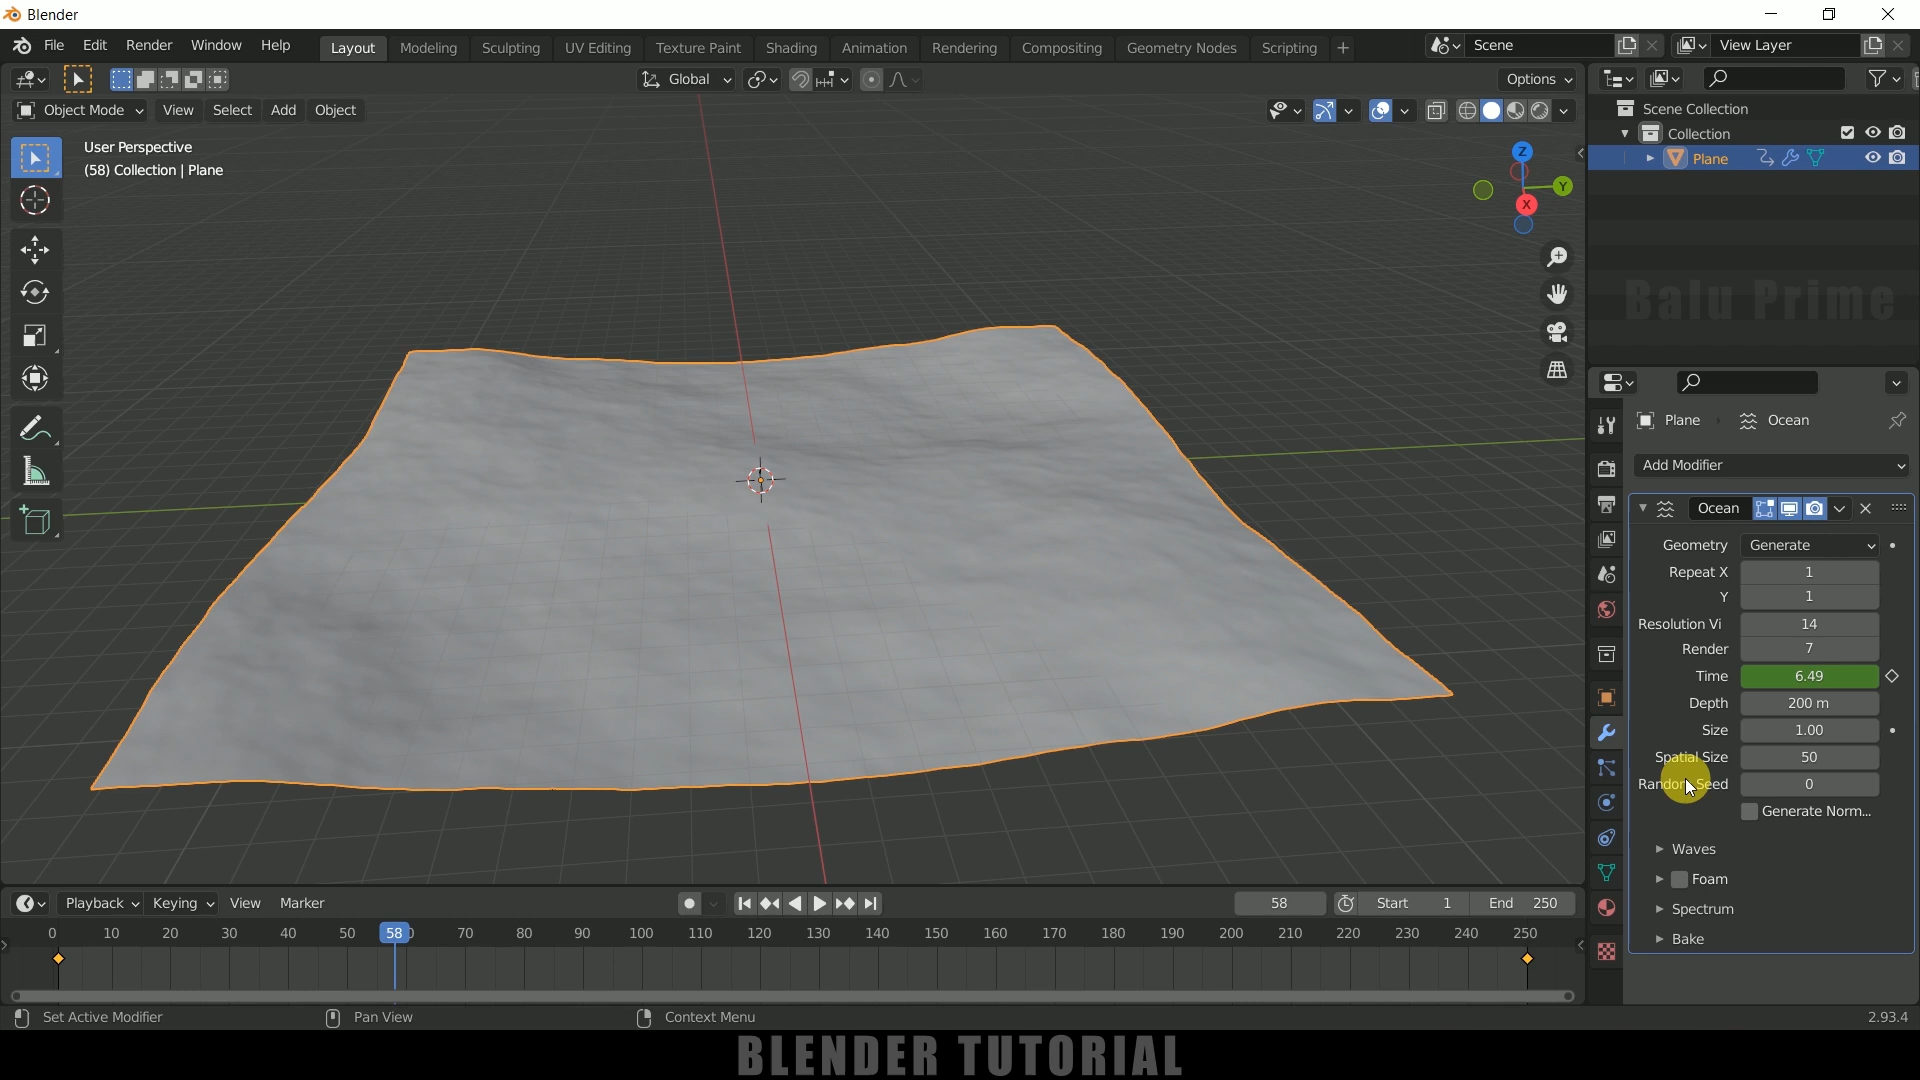 Blender
File Edit Render Window Help Layout Modeling Sculpting UV Editing Texture Paint Shading Animation Rendering Compositing Geometry Nodes Scripting + Scene View Layer
Global Options
Object Mode View Select Add Object
User Perspective
(58) Collection | Plane
Z
Y
X
Scene Collection
Collection
Plane
Balu Prime
Plane Ocean
Add Modifier
Ocean
Geometry Generate
Repeat X 1
Y 1
Resolution Vi 14
Render 7
Time 6.49
Depth 200 m
Size 1.00
Spatial Size 50
Random Seed 0
Generate Norm...
Waves
Foam
Spectrum
Bake
Playback Keying View Marker 58 Start 1 End 250
0 10 20 30 40 50 58 70 80 90 100 110 120 130 140 150 160 170 180 190 200 210 220 230 240 250
Set Active Modifier Pan View Context Menu 2.93.4
BLENDER TUTORIAL